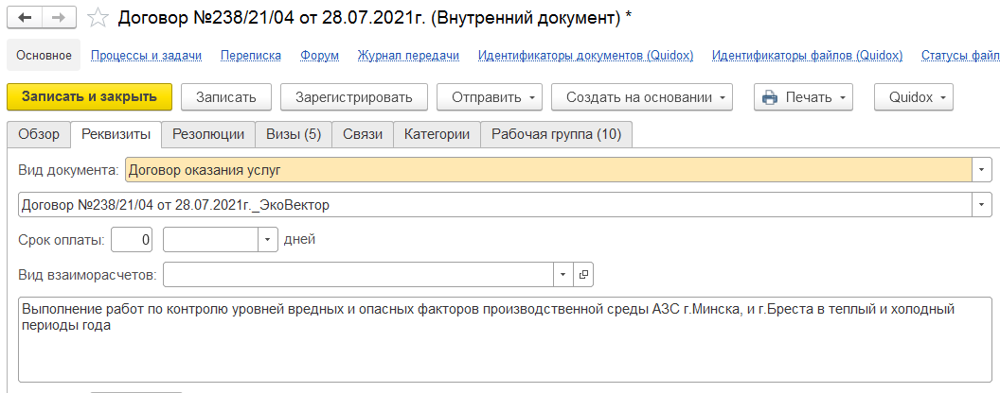 Договор №238/21/04 от 28.07.2021г. (Внутренний документ) *
Основное Процессы и задачи Переписка Форум Журнал передачи Идентификаторы документов (Quidox) Идентификаторы файлов (Quidox) Статусы файл
Записать и закрыть Записать Зарегистрировать Отправить Создать на основании Печать Quidox
Обзор Реквизиты Резолюции Визы (5) Связи Категории Рабочая группа (10)
Вид документа: Договор оказания услуг
Договор №238/21/04 от 28.07.2021г._ЭкоВектор
Срок оплаты: 0 дней
Вид взаиморасчетов:
Выполнение работ по контролю уровней вредных и опасных факторов производственной среды АЗС г.Минска, и г.Бреста в теплый и холодный
периоды года